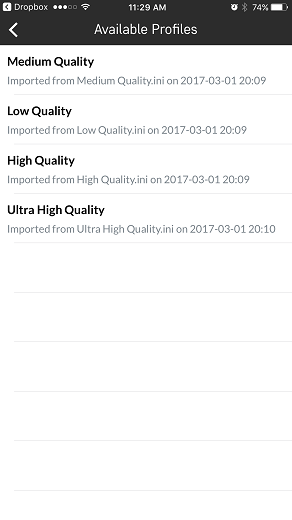 Dropbox 11:29 AM 74%
Available Profiles
Medium Quality
Imported from Medium Quality.ini on 2017-03-01 20:09
Low Quality
Imported from Low Quality.ini on 2017-03-01 20:09
High Quality
Imported from High Quality.ini on 2017-03-01 20:09
Ultra High Quality
Imported from Ultra High Quality.ini on 2017-03-01 20:10